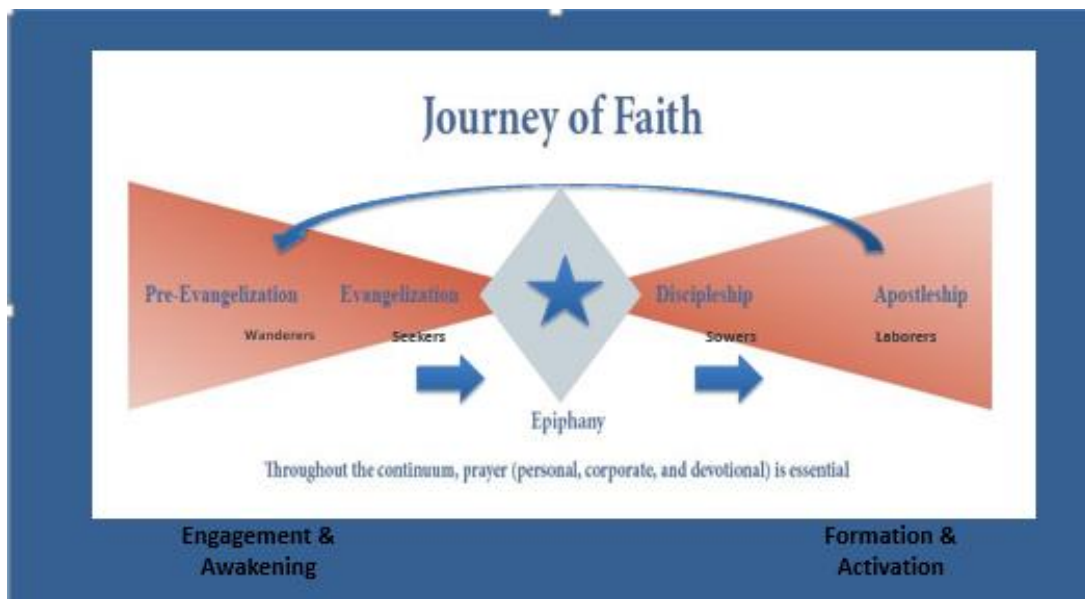 Journey of Faith
Pre-Evangelization
Evangelization
Discipleship
Apostleship
Wanderers
Seekers
Sowers
Laborers
Epiphany
Throughout the continuum, prayer (personal, corporate, and devotional) is essential
Engagement &
Awakening
Formation &
Activation